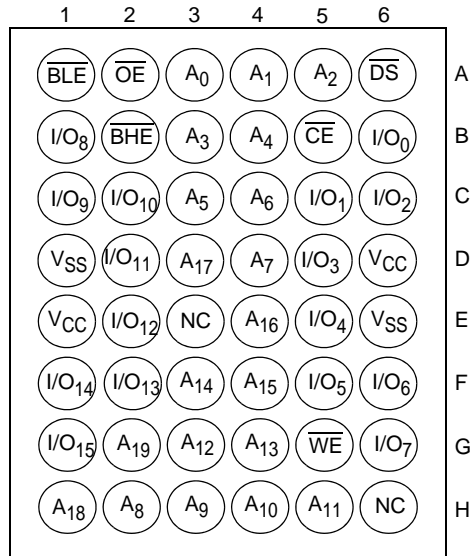 1 2 3 4 5 6
BLE OE A0 A1 A2 DS A
I/O8 BHE A3 A4 CE I/O0 B
I/O9 I/O10 A5 A6 I/O1 I/O2 C
VSS I/O11 A17 A7 I/O3 VCC D
VCC I/O12 NC A16 I/O4 VSS E
I/O14 I/O13 A14 A15 I/O5 I/O6 F
I/O15 A19 A12 A13 WE I/O7 G
A18 A8 A9 A10 A11 NC H